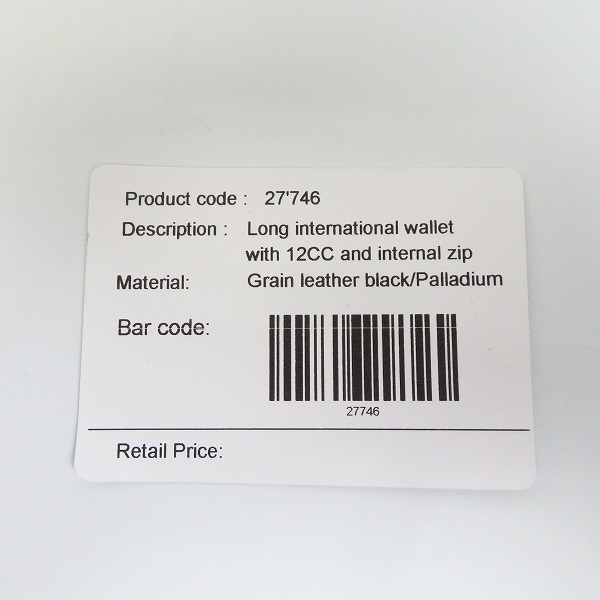 Product code : 27'746
Description : Long international wallet
with 12CC and internal zip
Material: Grain leather black/Palladium
Bar code:
27746
Retail Price: